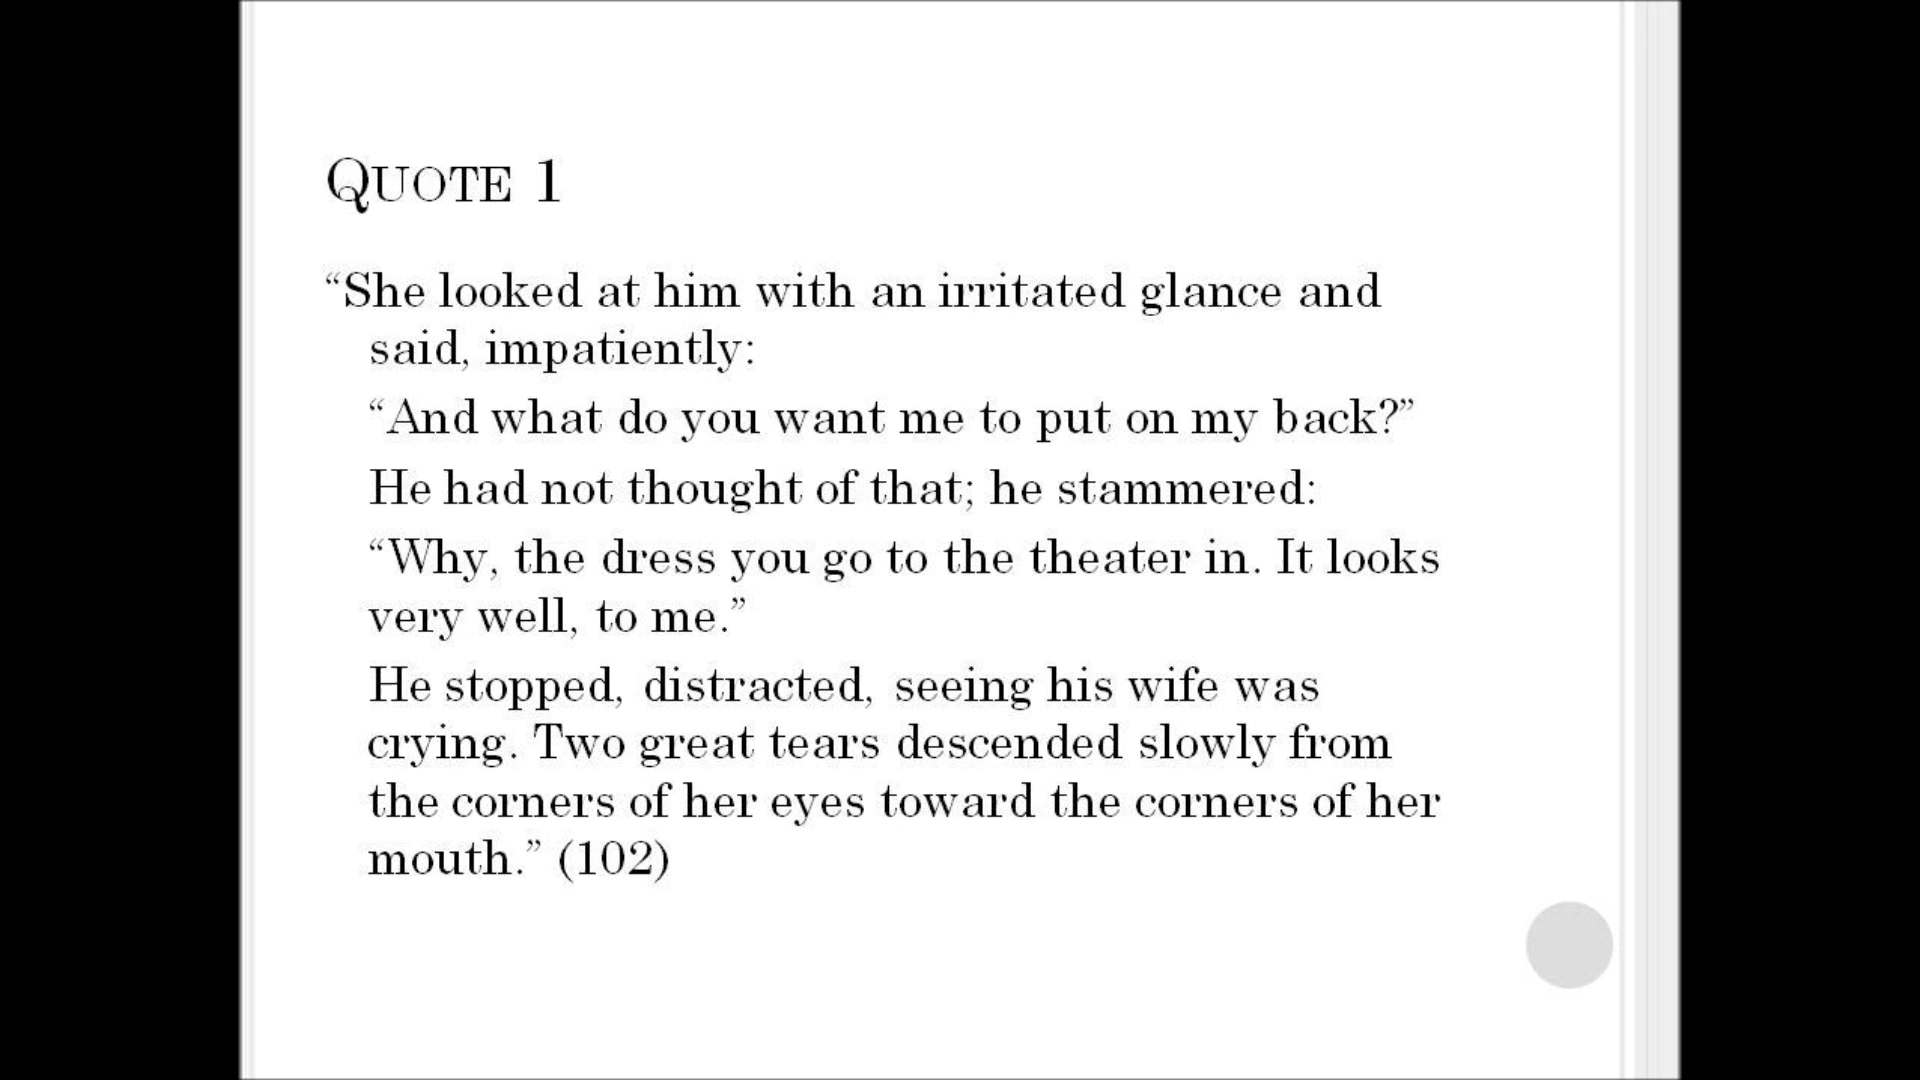 QUOTE 1
“She looked at him with an irritated glance and
said, impatiently:
“And what do you want me to put on my back?”
He had not thought of that; he stammered:
“Why, the dress you go to the theater in. It looks
very well, to me.”
He stopped, distracted, seeing his wife was
crying. Two great tears descended slowly from
the corners of her eyes toward the corners of her
mouth.” (102)